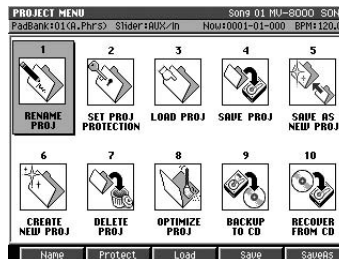 PROJECT MENU Song 01 MV-8000 SON
PadBank:01(A.Phrs) Slider:AUX/In Now:0001-01-000 BPM:120.
1 2 3 4 5
RENAME PROJ SET PROJ PROTECTION LOAD PROJ SAVE PROJ SAVE AS NEW PROJ
6 7 8 9 10
CREATE NEW PROJ DELETE PROJ OPTIMIZE PROJ BACKUP TO CD RECOVER FROM CD
Name Protect Load Save SaveAs